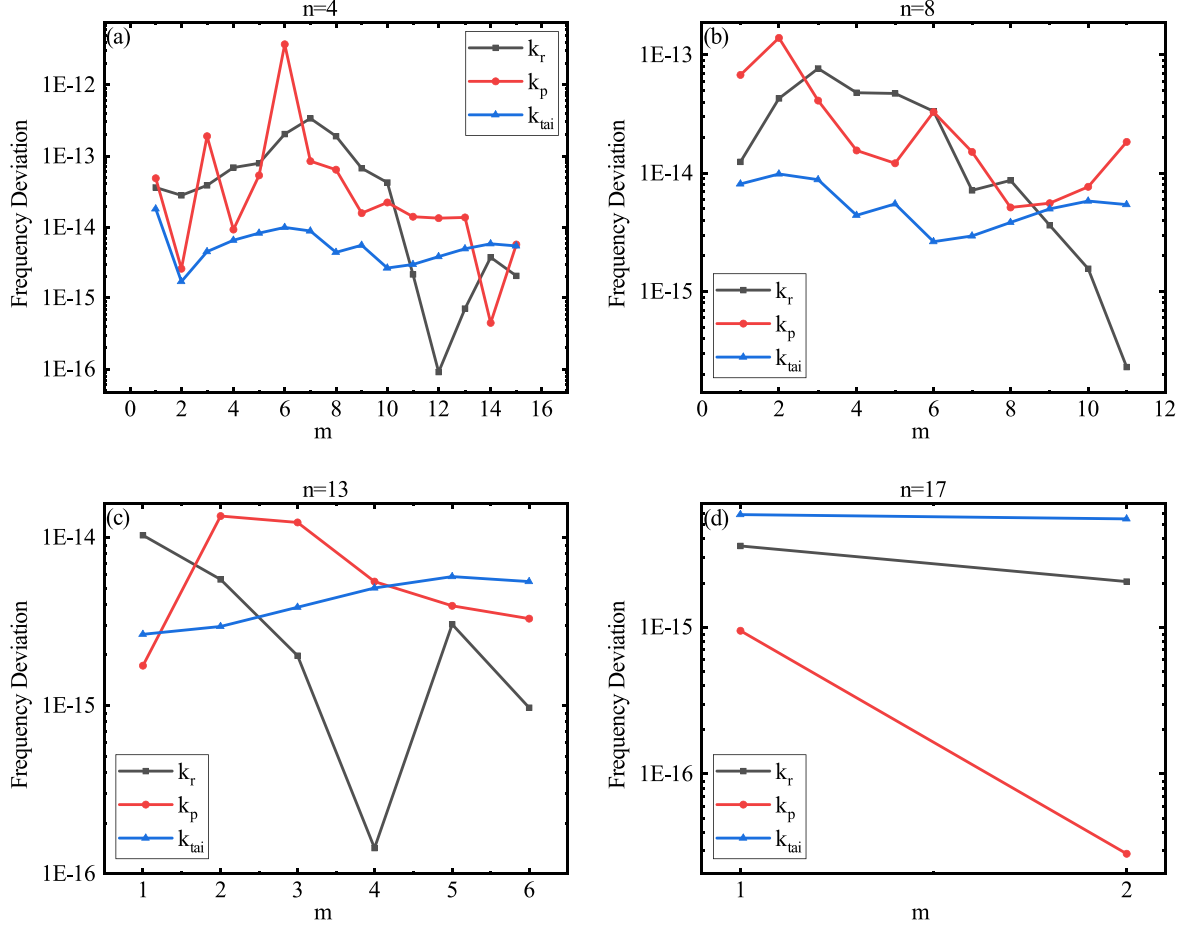 n=4
(a)
k_r
k_p
k_tai
1E-12
1E-13
1E-14
1E-15
1E-16
Frequency Deviation
0 2 4 6 8 10 12 14 16
m
n=8
(b)
1E-13
1E-14
1E-15
Frequency Deviation
k_r
k_p
k_tai
0 2 4 6 8 10 12
m
n=13
(c)
1E-14
1E-15
1E-16
Frequency Deviation
k_r
k_p
k_tai
1 2 3 4 5 6
m
n=17
(d)
1E-15
1E-16
Frequency Deviation
k_r
k_p
k_tai
1 2
m